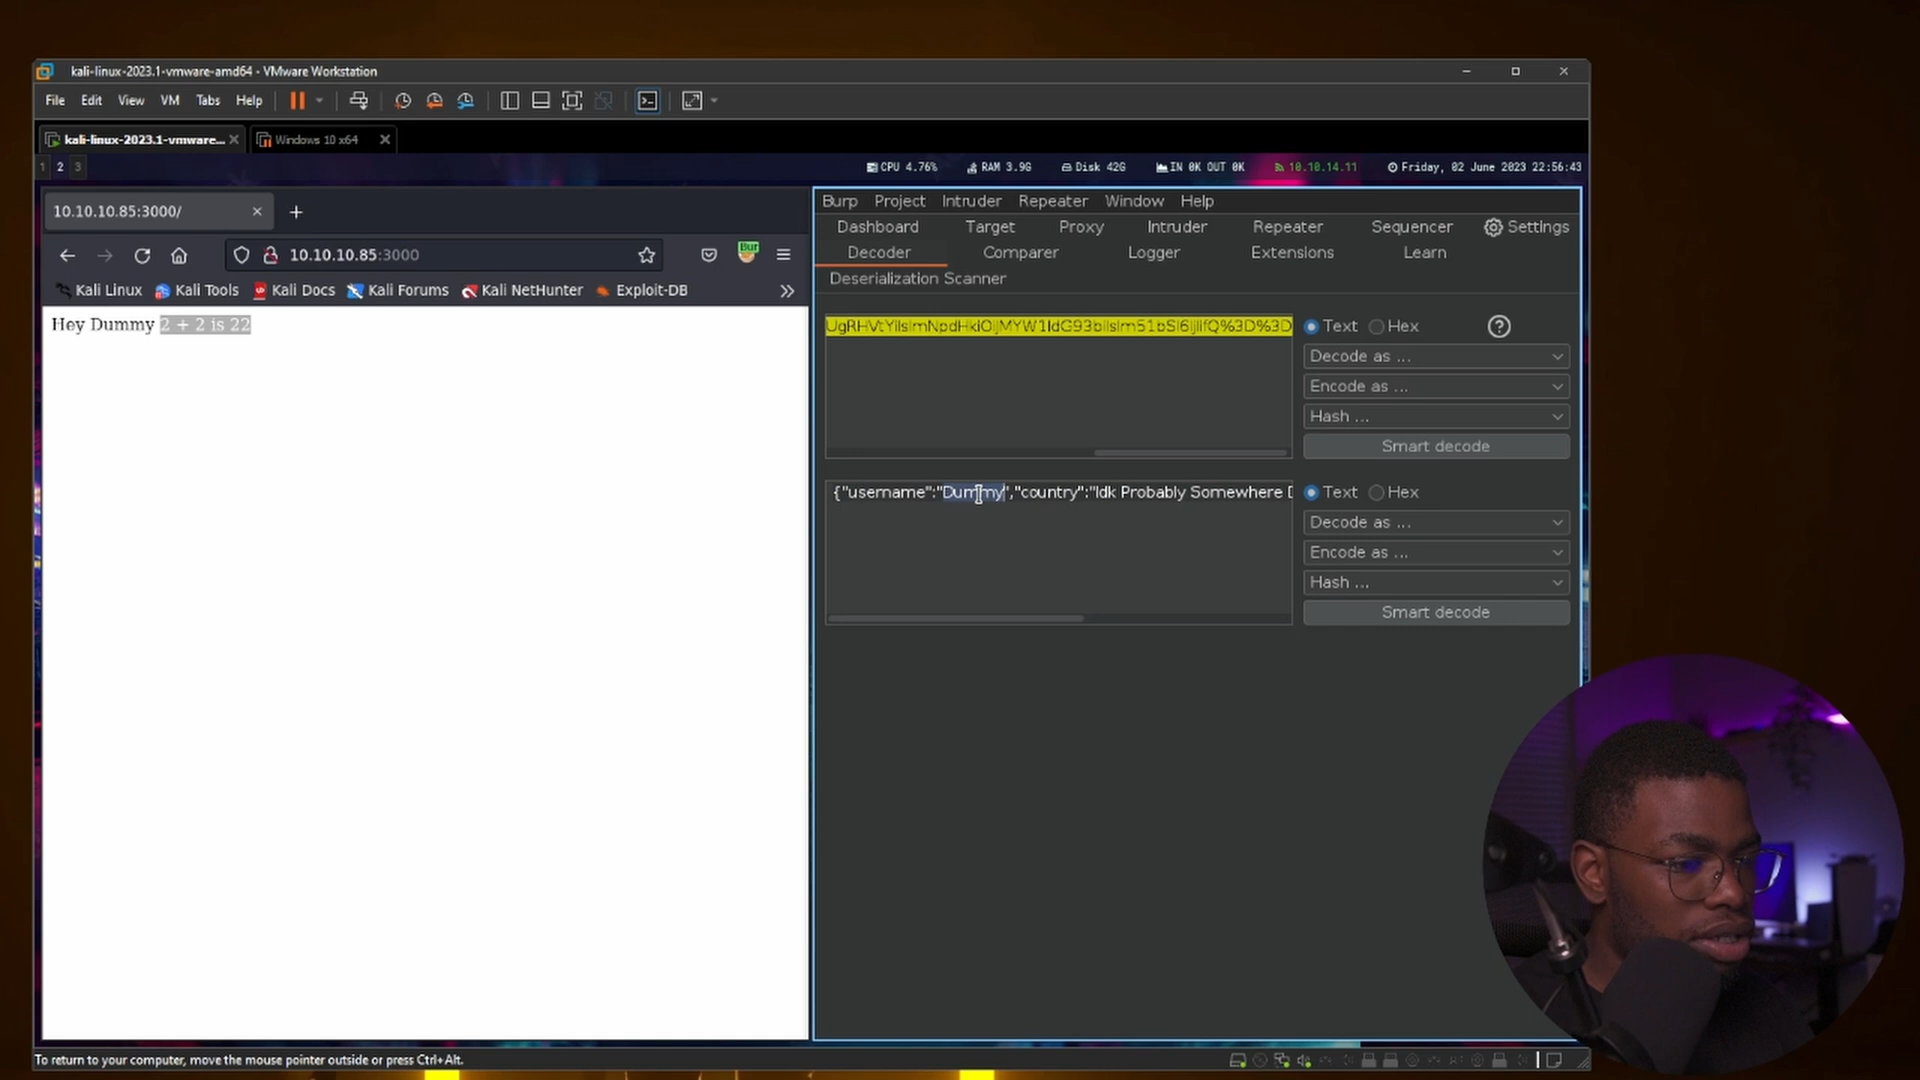 kali-linux-2023.1-vmware-amd64 - VMware Workstation
File Edit View VM Tabs Help
kali-linux-2023.1-vmware... Windows 10 x64
1 2 3 CPU 4.76% RAM 3.9G Disk 42G IN 0K OUT 0K 10.10.14.11 Friday, 02 June 2023 22:56:43
10.10.10.85:3000/
10.10.10.85:3000
Bur
Kali Linux Kali Tools Kali Docs Kali Forums Kali NetHunter Exploit-DB
Hey Dummy 2 + 2 is 22
Burp Project Intruder Repeater Window Help
Dashboard Target Proxy Intruder Repeater Sequencer Settings
Decoder Comparer Logger Extensions Learn
Deserialization Scanner
Text Hex
Decode as ...
Encode as ...
Hash ...
Smart decode
{"username":"Dummy","country":"Idk Probably Somewhere D
Text Hex
Decode as ...
Encode as ...
Hash ...
Smart decode
To return to your computer, move the mouse pointer outside or press Ctrl+Alt.